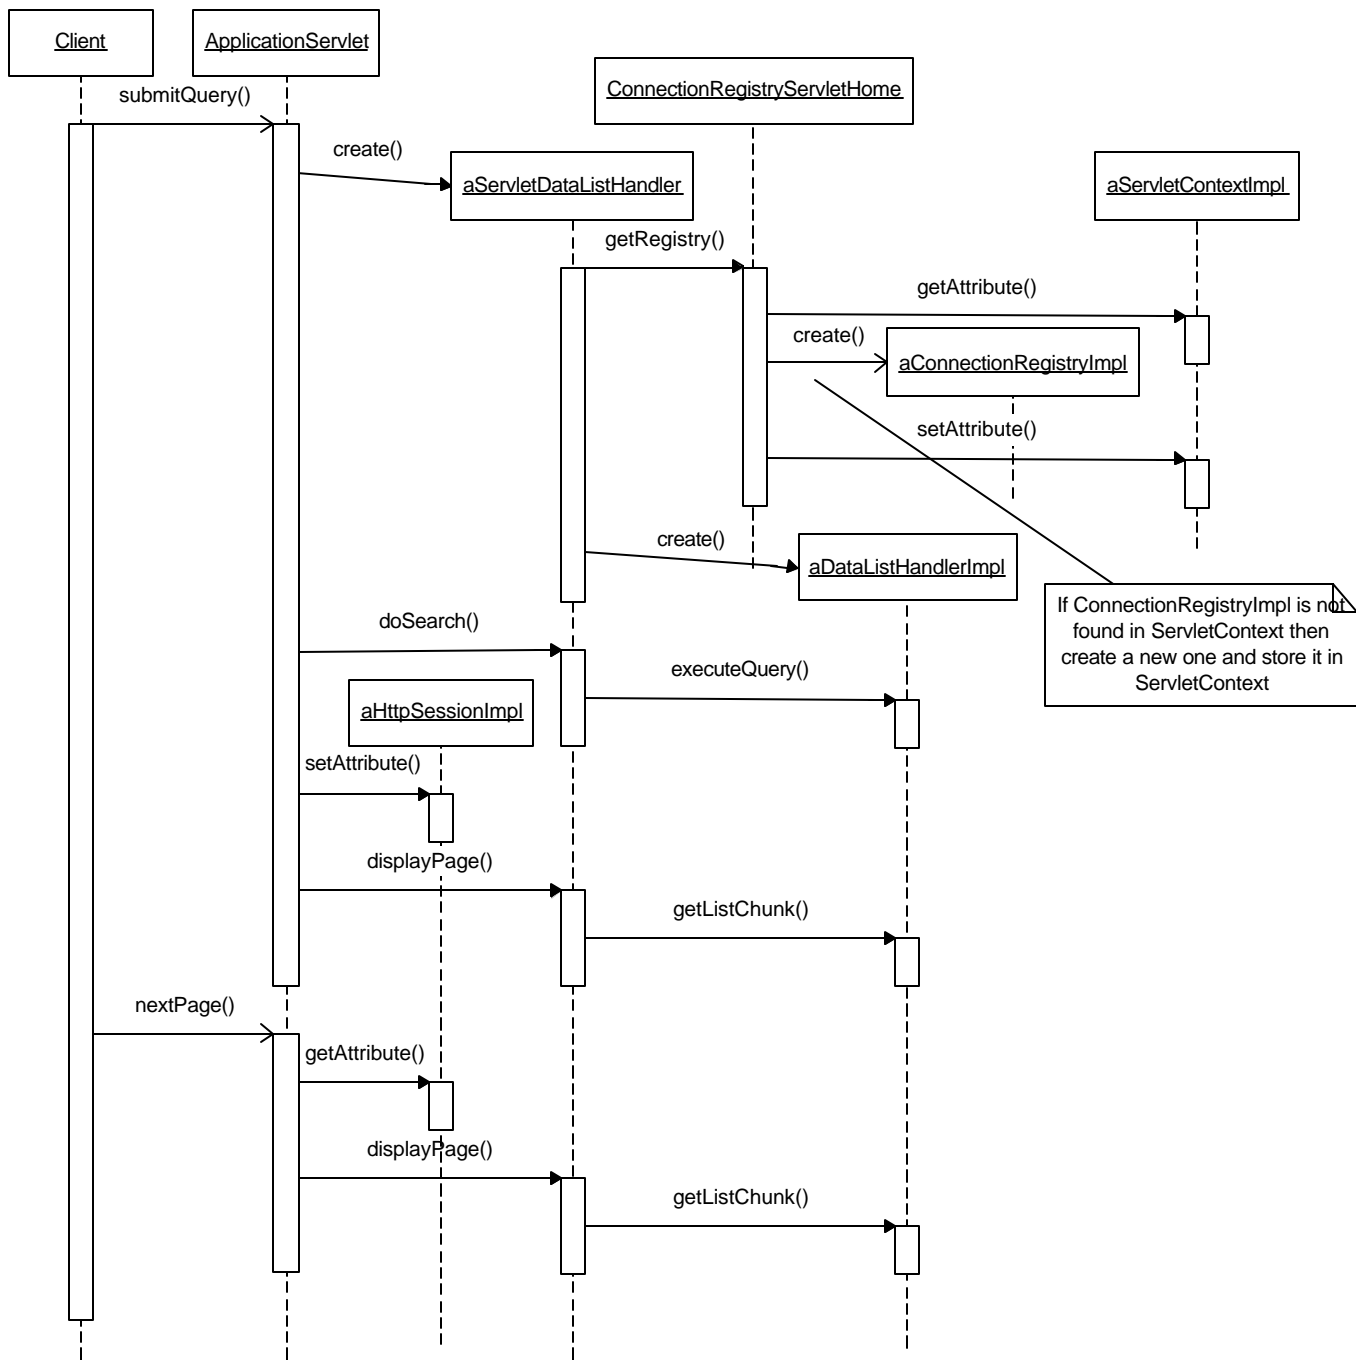 Client
ApplicationServlet
submitQuery()
ConnectionRegistryServletHome
create()
aServletDataListHandler
aServletContextImpl
getRegistry()
getAttribute()
create()
aConnectionRegistryImpl
setAttribute()
create()
aDataListHandlerImpl
If ConnectionRegistryImpl is not
found in ServletContext then
create a new one and store it in
ServletContext
doSearch()
executeQuery()
aHttpSessionImpl
setAttribute()
displayPage()
getListChunk()
nextPage()
getAttribute()
displayPage()
getListChunk()